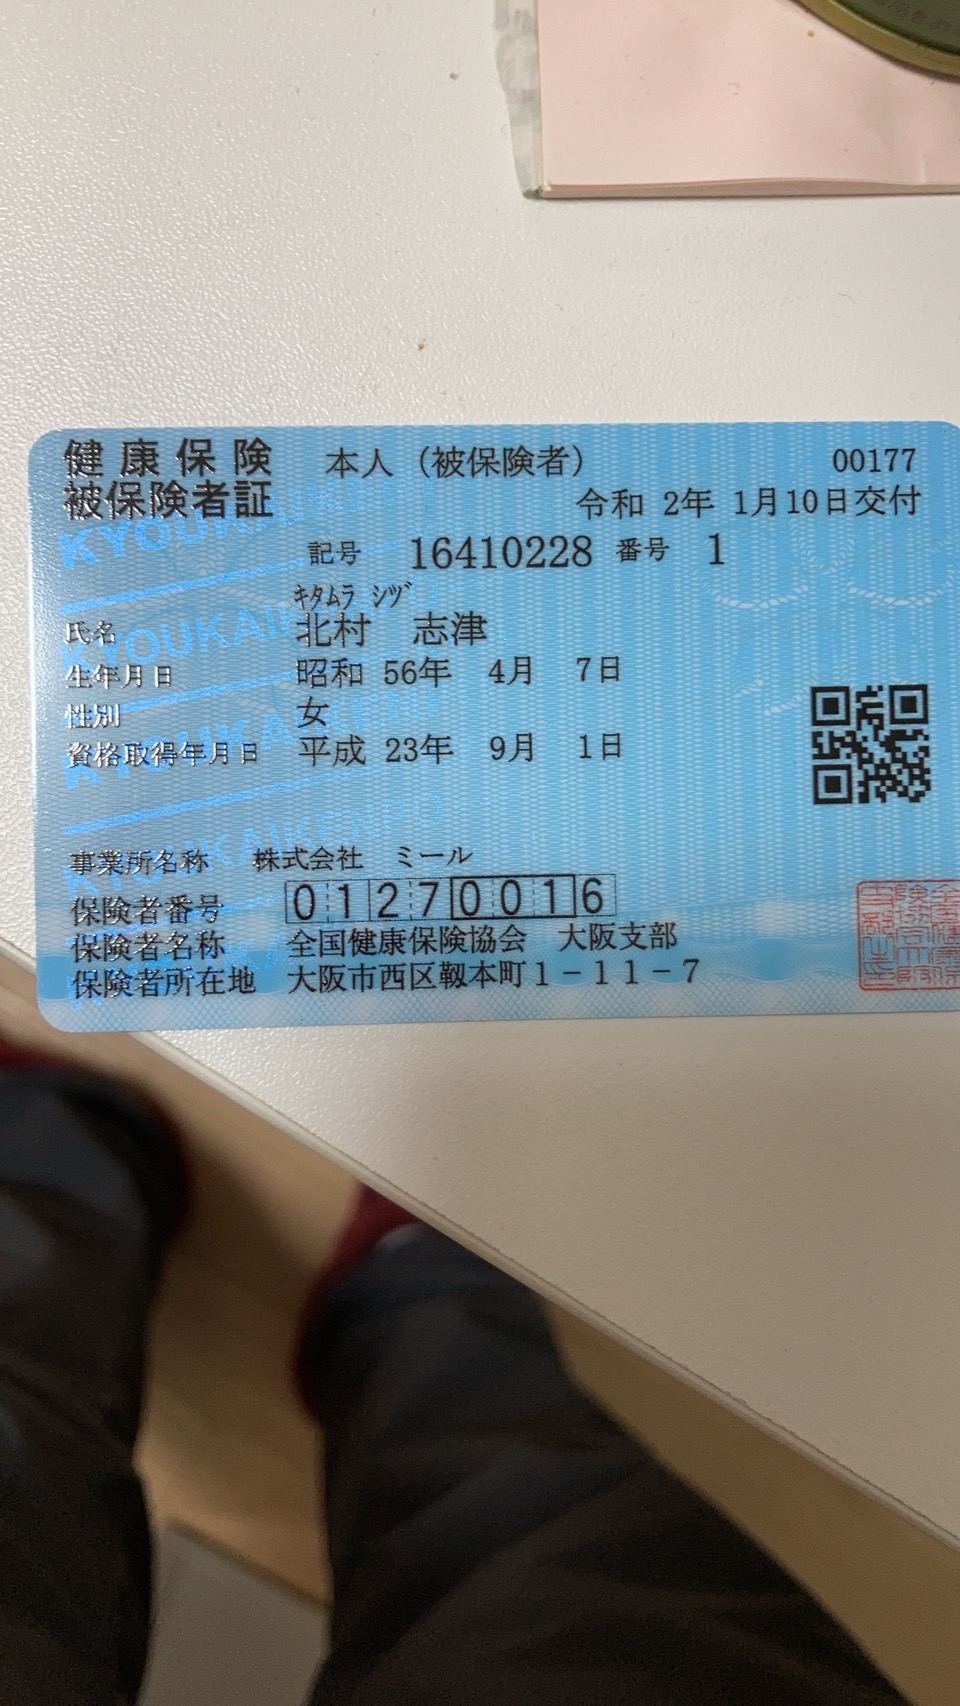 健康保険 本人（被保険者） 00177
被保険者証 令和 2年 1月10日交付
記号 16410228 番号 1
ｷﾀﾑﾗ ｼﾂﾞ
氏名 北村 志津
生年月日 昭和 56年 4月 7日
性別 女
資格取得年月日 平成 23年 9月 1日
事業所名称 株式会社 ミール
保険者番号 01270016
保険者名称 全国健康保険協会 大阪支部
保険者所在地 大阪市西区靱本町１－１１－７